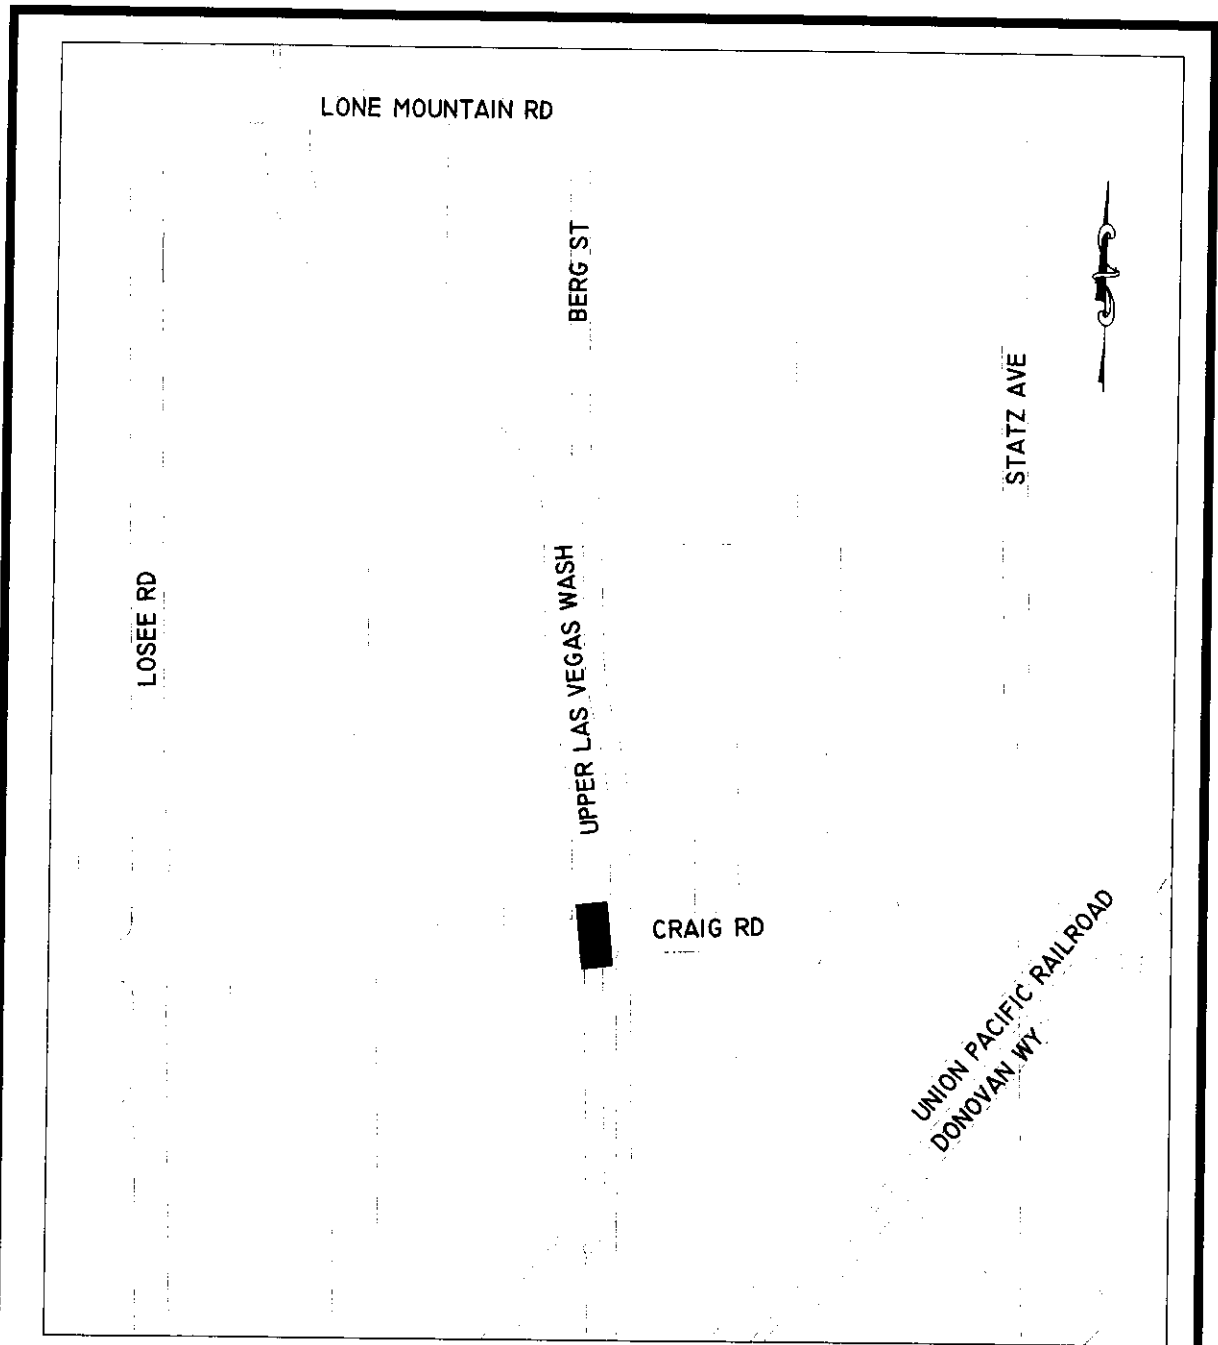 LONE MOUNTAIN RD
BERG ST
STATZ AVE
LOSEE RD
UPPER LAS VEGAS WASH
CRAIG RD
UNION PACIFIC RAILROAD
DONOVAN WY